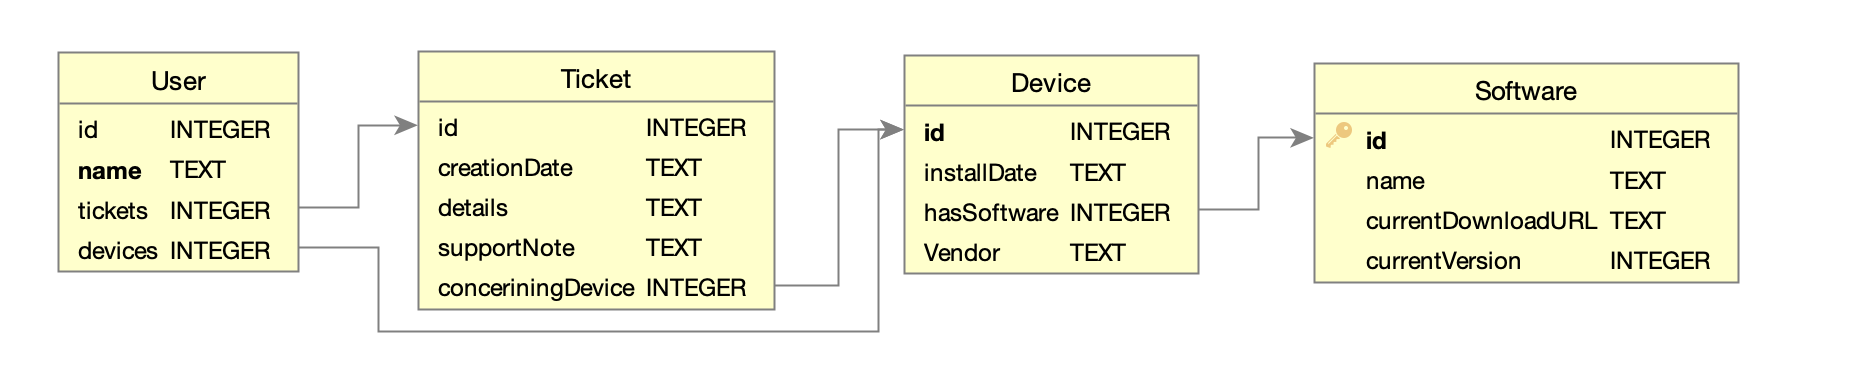 User
id INTEGER
name TEXT
tickets INTEGER
devices INTEGER
Ticket
id INTEGER
creationDate TEXT
details TEXT
supportNote TEXT
conceriningDevice INTEGER
Device
id INTEGER
installDate TEXT
hasSoftware INTEGER
Vendor TEXT
Software
id INTEGER
name TEXT
currentDownloadURL TEXT
currentVersion INTEGER